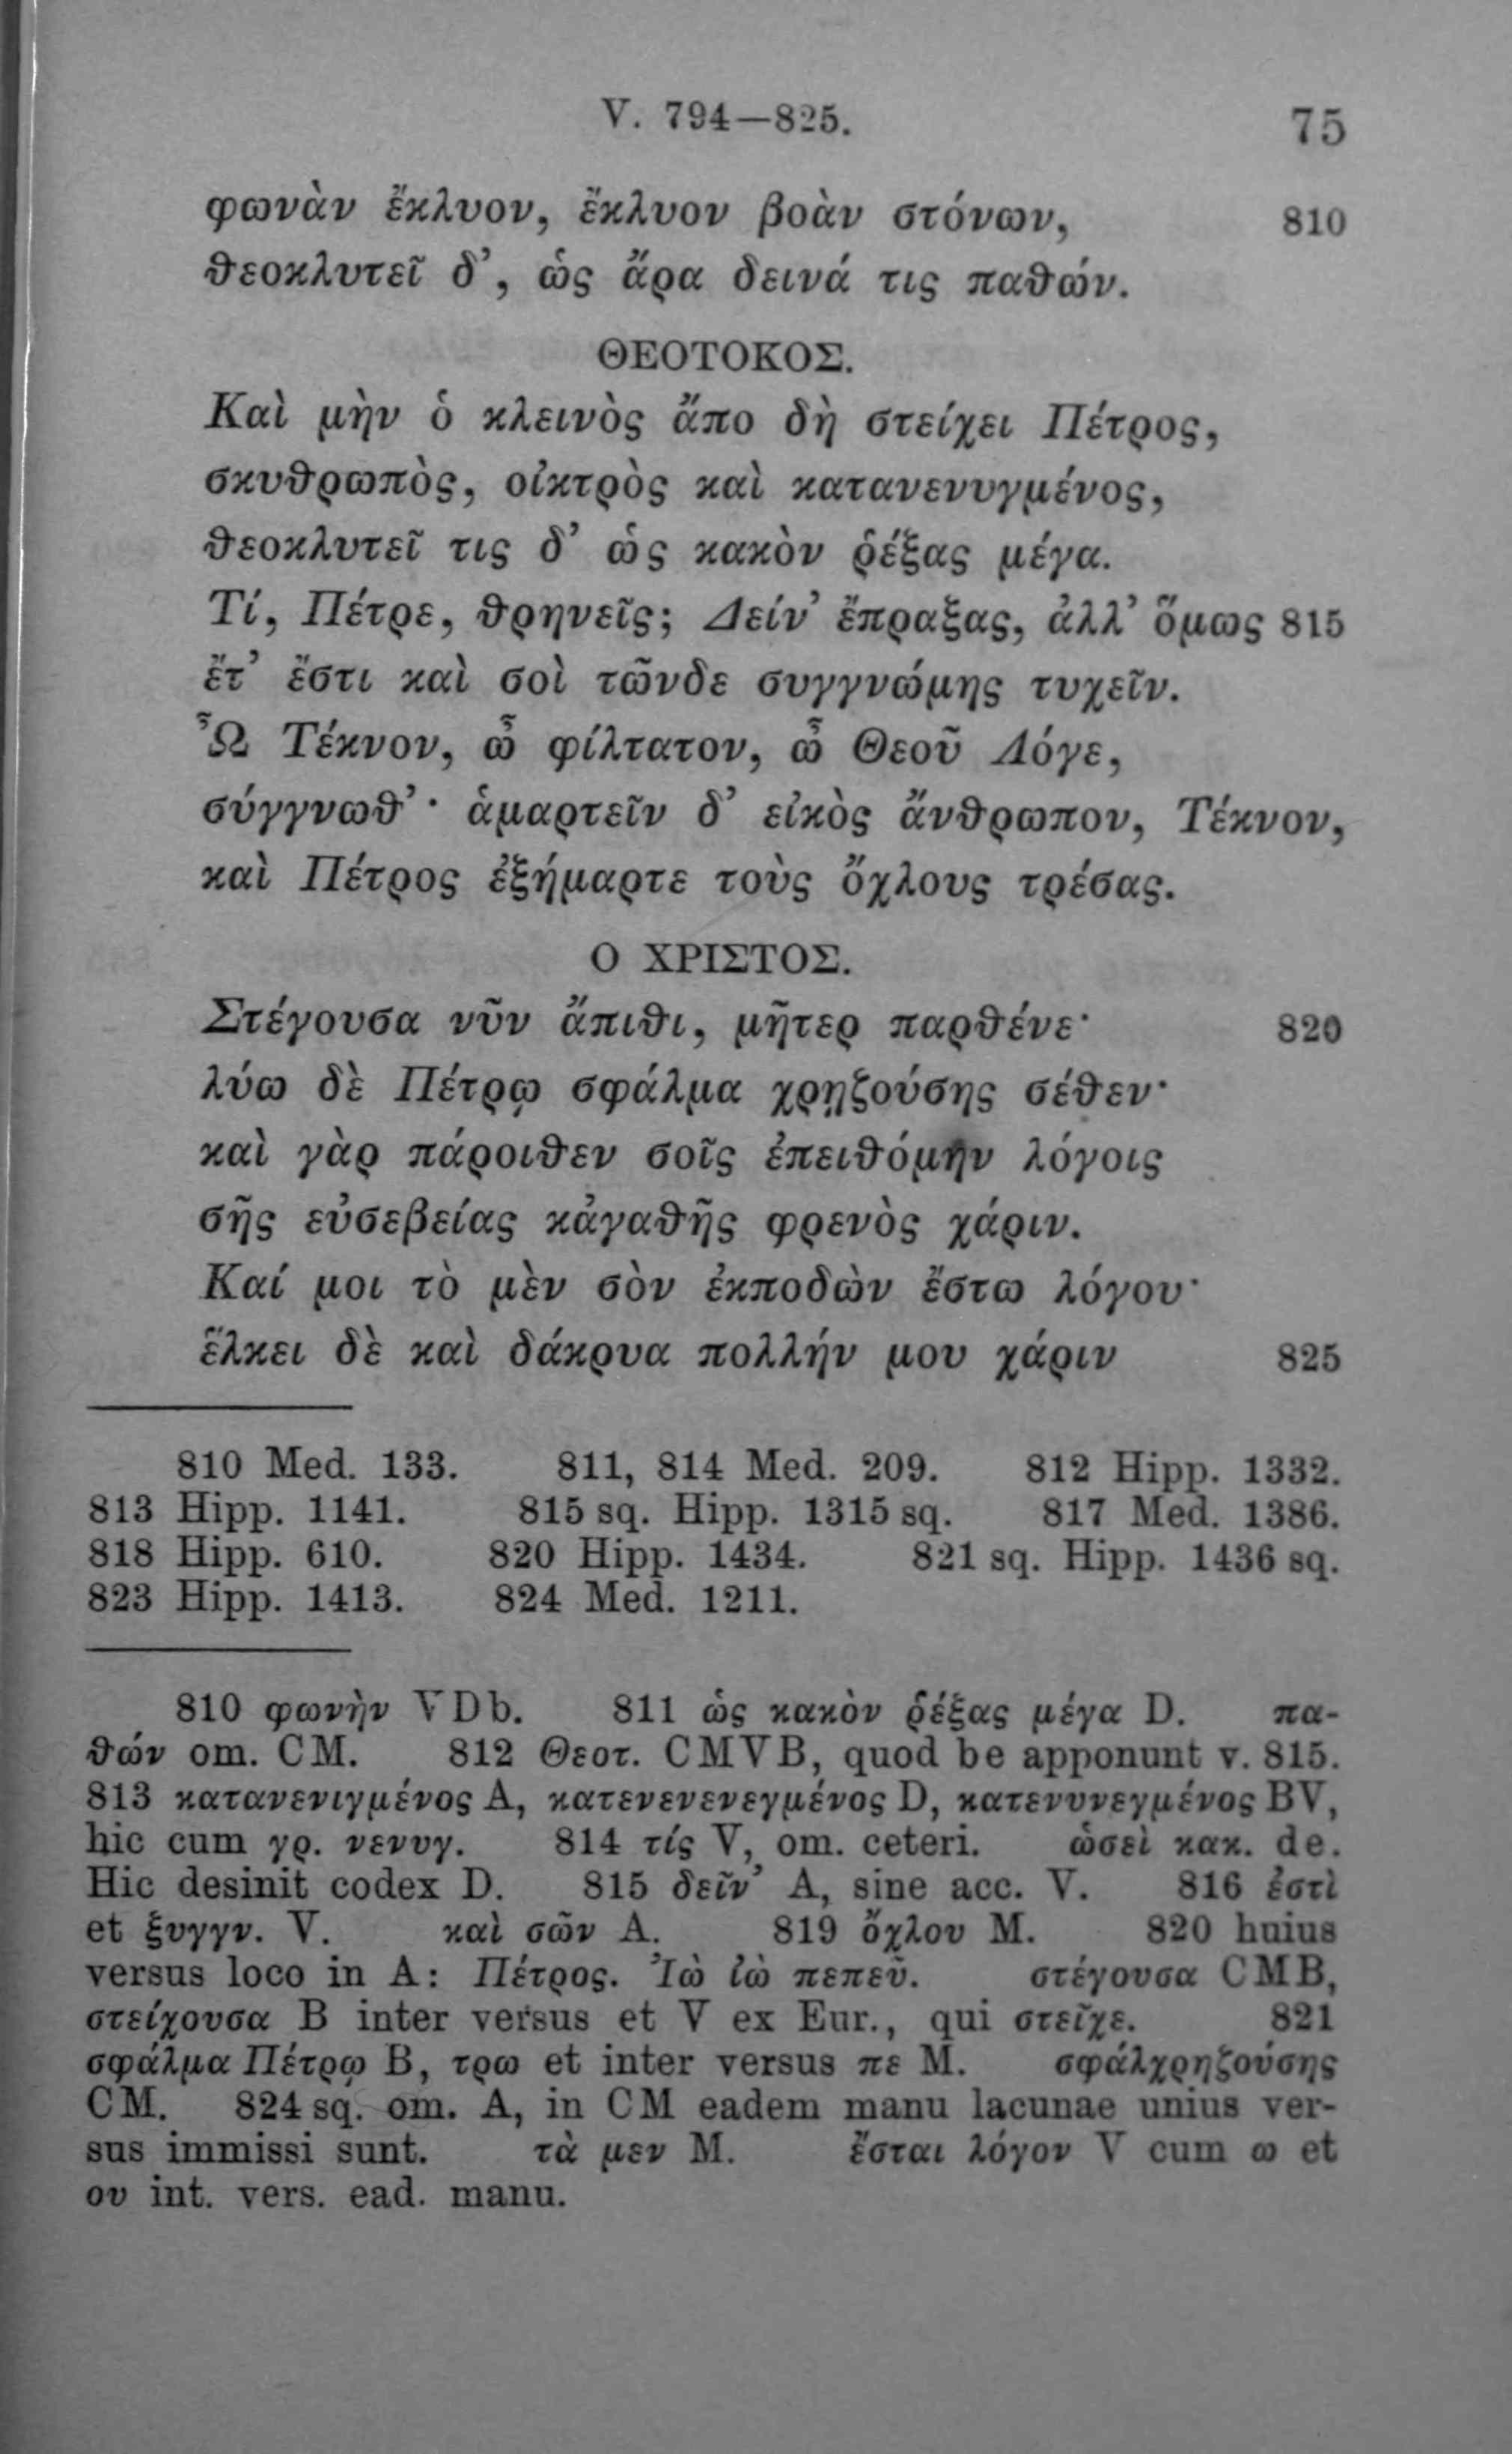 V. 794—825.
75
φωνὰν ἔκλυον, ἔκλυον βοὰν στόνων, 810
θεοκλυτεῖ δ’, ὡς ἄρα δεινά τις παθών.
ΘΕΟΤΟΚΟΣ.
Καὶ μὴν ὁ κλεινὸς ἄπο δὴ στείχει Πέτρος,
σκυθρωπὸς, οἰκτρὸς καὶ κατανενυγμένος,
θεοκλυτεῖ τις δ’ ὡς κακὸν ῥέξας μέγα.
Τί, Πέτρε, θρηνεῖς; Δείν’ ἔπραξας, ἀλλ’ ὅμως 815
ἔτ’ ἔστι καὶ σοὶ τῶνδε συγγνώμης τυχεῖν.
Ὦ Τέκνον, ὦ φίλτατον, ὦ Θεοῦ Λόγε,
σύγγνωθ’· ἁμαρτεῖν δ’ εἰκὸς ἄνθρωπον, Τέκνον,
καὶ Πέτρος ἐξήμαρτε τοὺς ὄχλους τρέσας.
Ο ΧΡΙΣΤΟΣ.
Στέγουσα νῦν ἄπιθι, μῆτερ παρθένε· 820
λύω δὲ Πέτρῳ σφάλμα χρῃζούσης σέθεν·
καὶ γὰρ πάροιθεν σοῖς ἐπειθόμην λόγοις
σῆς εὐσεβείας κἀγαθῆς φρενὸς χάριν.
Καί μοι τὸ μὲν σὸν ἐκποδὼν ἔστω λόγου·
ἕλκει δὲ καὶ δάκρυα πολλήν μου χάριν 825
810 Med. 133. 811, 814 Med. 209. 812 Hipp. 1332.
813 Hipp. 1141. 815 sq. Hipp. 1315 sq. 817 Med. 1386.
818 Hipp. 610. 820 Hipp. 1434. 821 sq. Hipp. 1436 sq.
823 Hipp. 1413. 824 Med. 1211.
810 φωνὴν VDb. 811 ὡς κακὸν ῥέξας μέγα D. πα-
θών om. CM. 812 Θεοτ. CMVB, quod be apponunt v. 815.
813 κατανενιγμένος A, κατενενενεγμένος D, κατενυνεγμένος BV,
hic cum γρ. νενυγ. 814 τίς V, om. ceteri. ὡσεὶ κακ. de.
Hic desinit codex D. 815 δεῖν’ A, sine acc. V. 816 ἐστὶ
et ξυγγν. V. καὶ σῶν A. 819 ὄχλου M. 820 huius
versus loco in A: Πέτρος. Ἰὼ ἰὼ πεπεῦ. στέγουσα CMB,
στείχουσα B inter versus et V ex Eur., qui στεῖχε. 821
σφάλμα Πέτρῳ B, τρω et inter versus πε M. σφάλχρηζούσης
CM. 824 sq. om. A, in CM eadem manu lacunae unius ver-
sus immissi sunt. τὰ μεν M. ἔσται λόγον V cum ω et
ου int. vers. ead. manu.